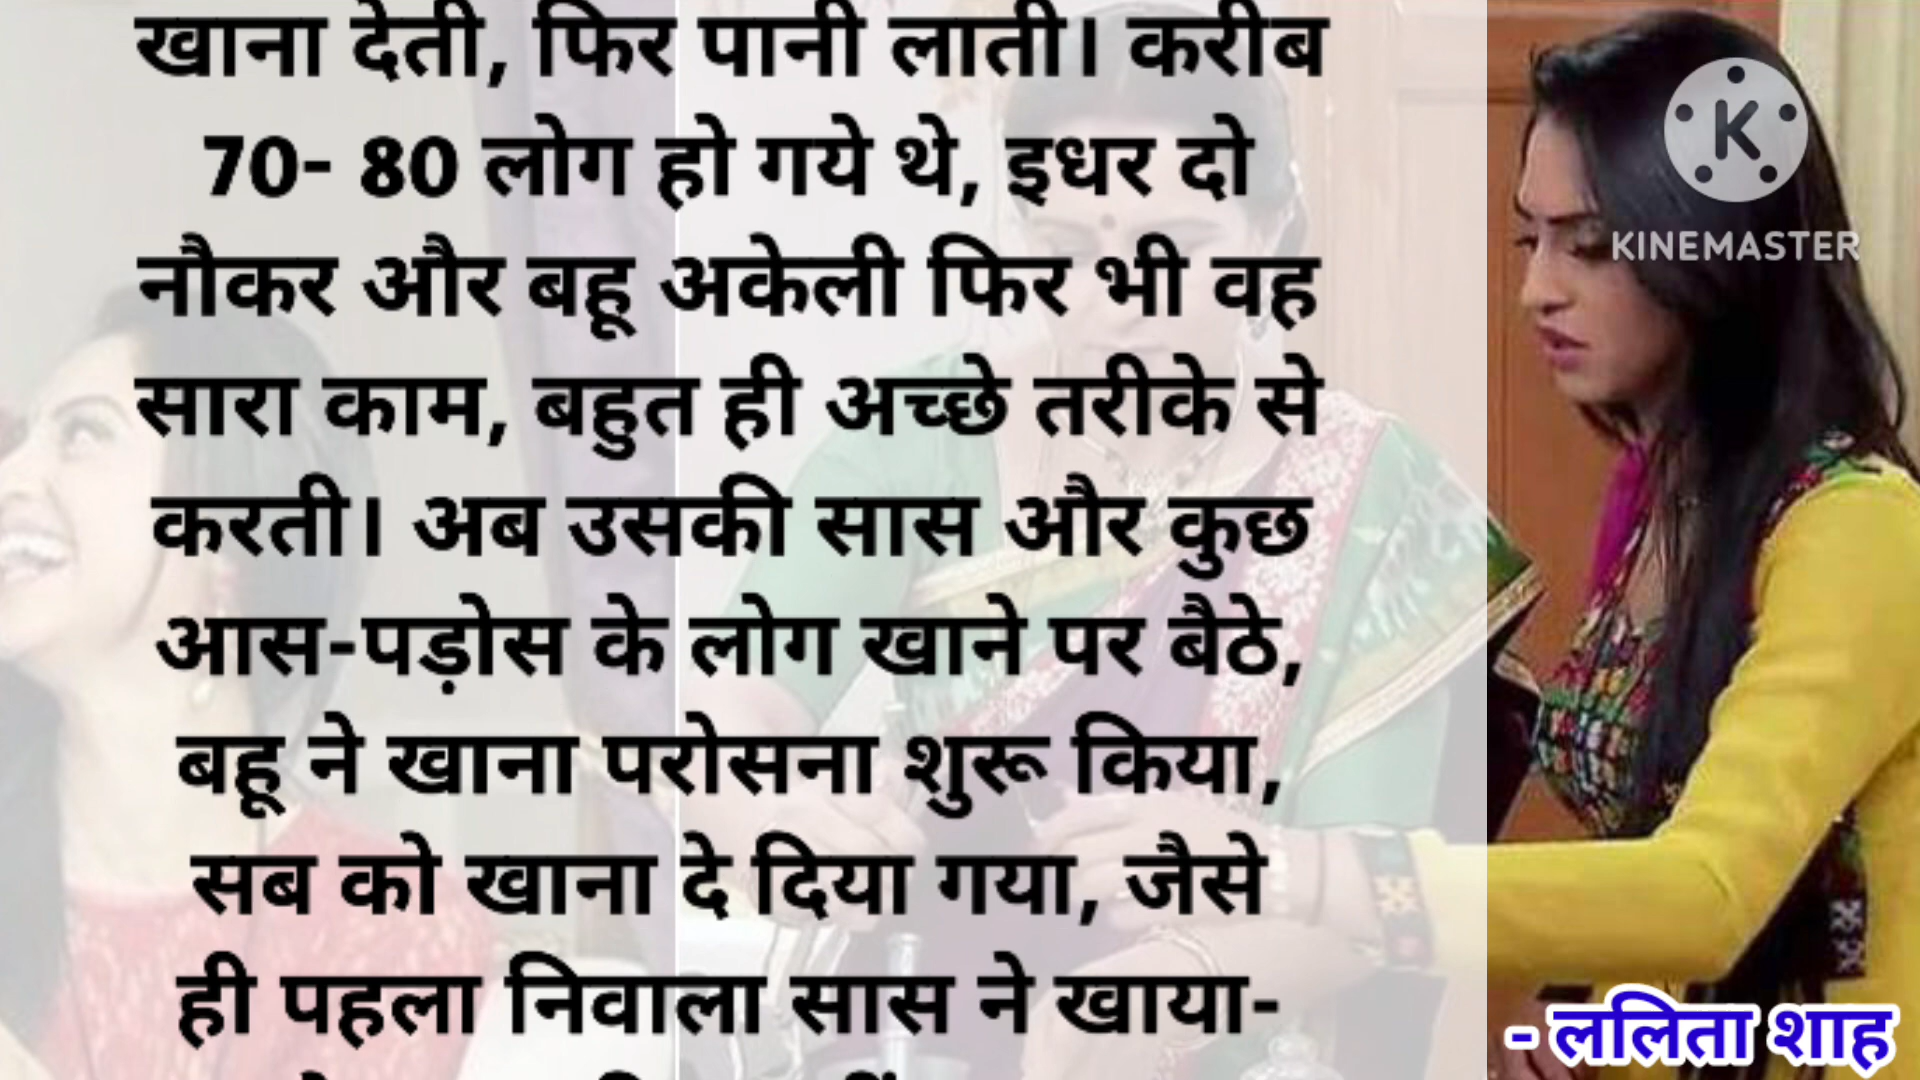 खाना देती, फिर पानी लाती। करीब
70- 80 लोग हो गये थे, इधर दो
नौकर और बहू अकेली फिर भी वह
सारा काम, बहुत ही अच्छे तरीके से
करती। अब उसकी सास और कुछ
आस-पड़ोस के लोग खाने पर बैठे,
बहू ने खाना परोसना शुरू किया,
सब को खाना दे दिया गया, जैसे
ही पहला निवाला सास ने खाया-
KINEMASTER
- ललिता शाह